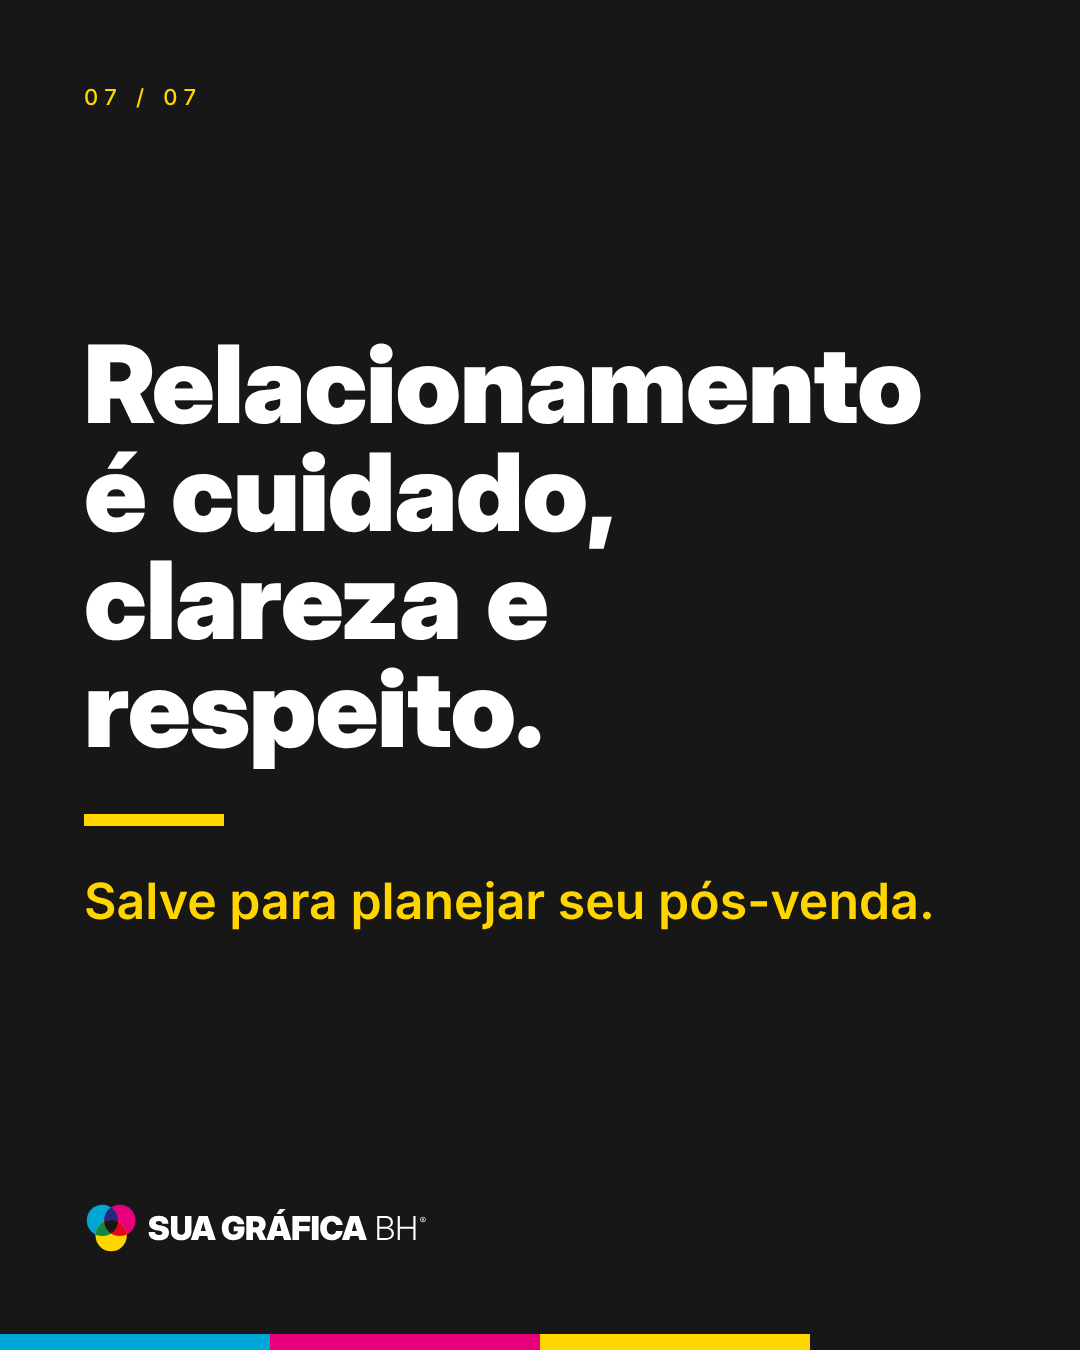 07 / 07
Relacionamento
é cuidado,
clareza e
respeito.
Salve para planejar seu pós-venda.
SUA GRÁFICA BH®